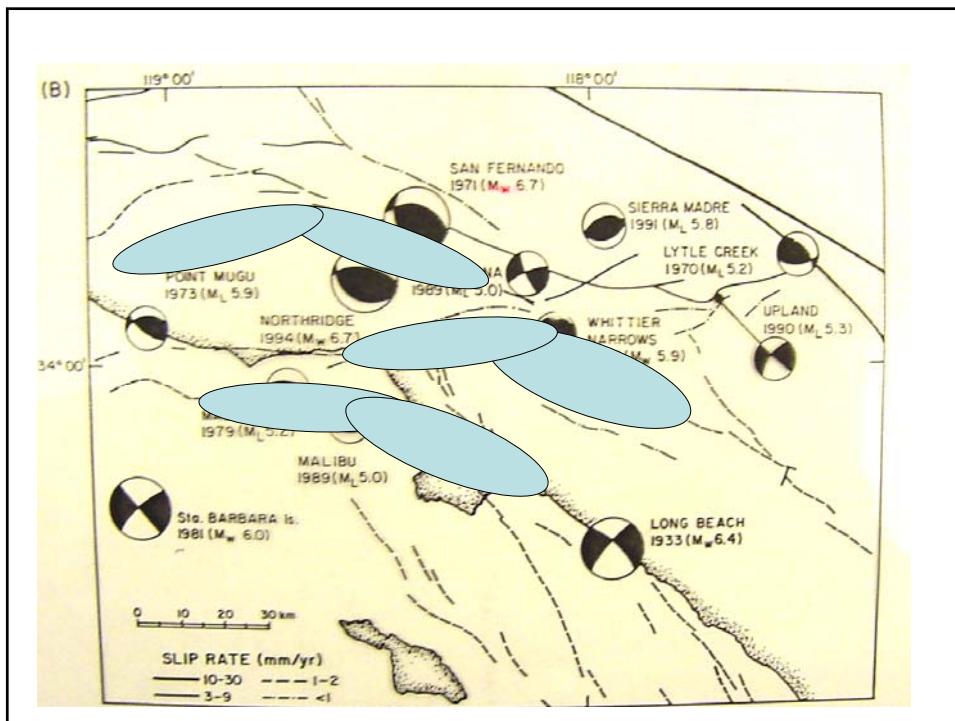 119°00'
118°00'
(B)
SAN FERNANDO
1971 (Mw 6.7)
SIERRA MADRE
1991 (ML 5.8)
LYTLE CREEK
1970 (ML 5.2)
1989 (ML 5.0)
POINT MUGU
1973 (ML 5.9)
NORTHRIDGE
1994 (Mw 6.7)
WHITTIER
NARROWS
5.9)
UPLAND
1990 (ML 5.3)
34°00'
1979 (ML 5.2)
MALIBU
1989 (ML 5.0)
Sta. BARBARA Is.
1981 (Mw 6.0)
LONG BEACH
1933 (Mw 6.4)
0 10 20 30 km
SLIP RATE (mm/yr)
10-30 1-2
3-9 <1